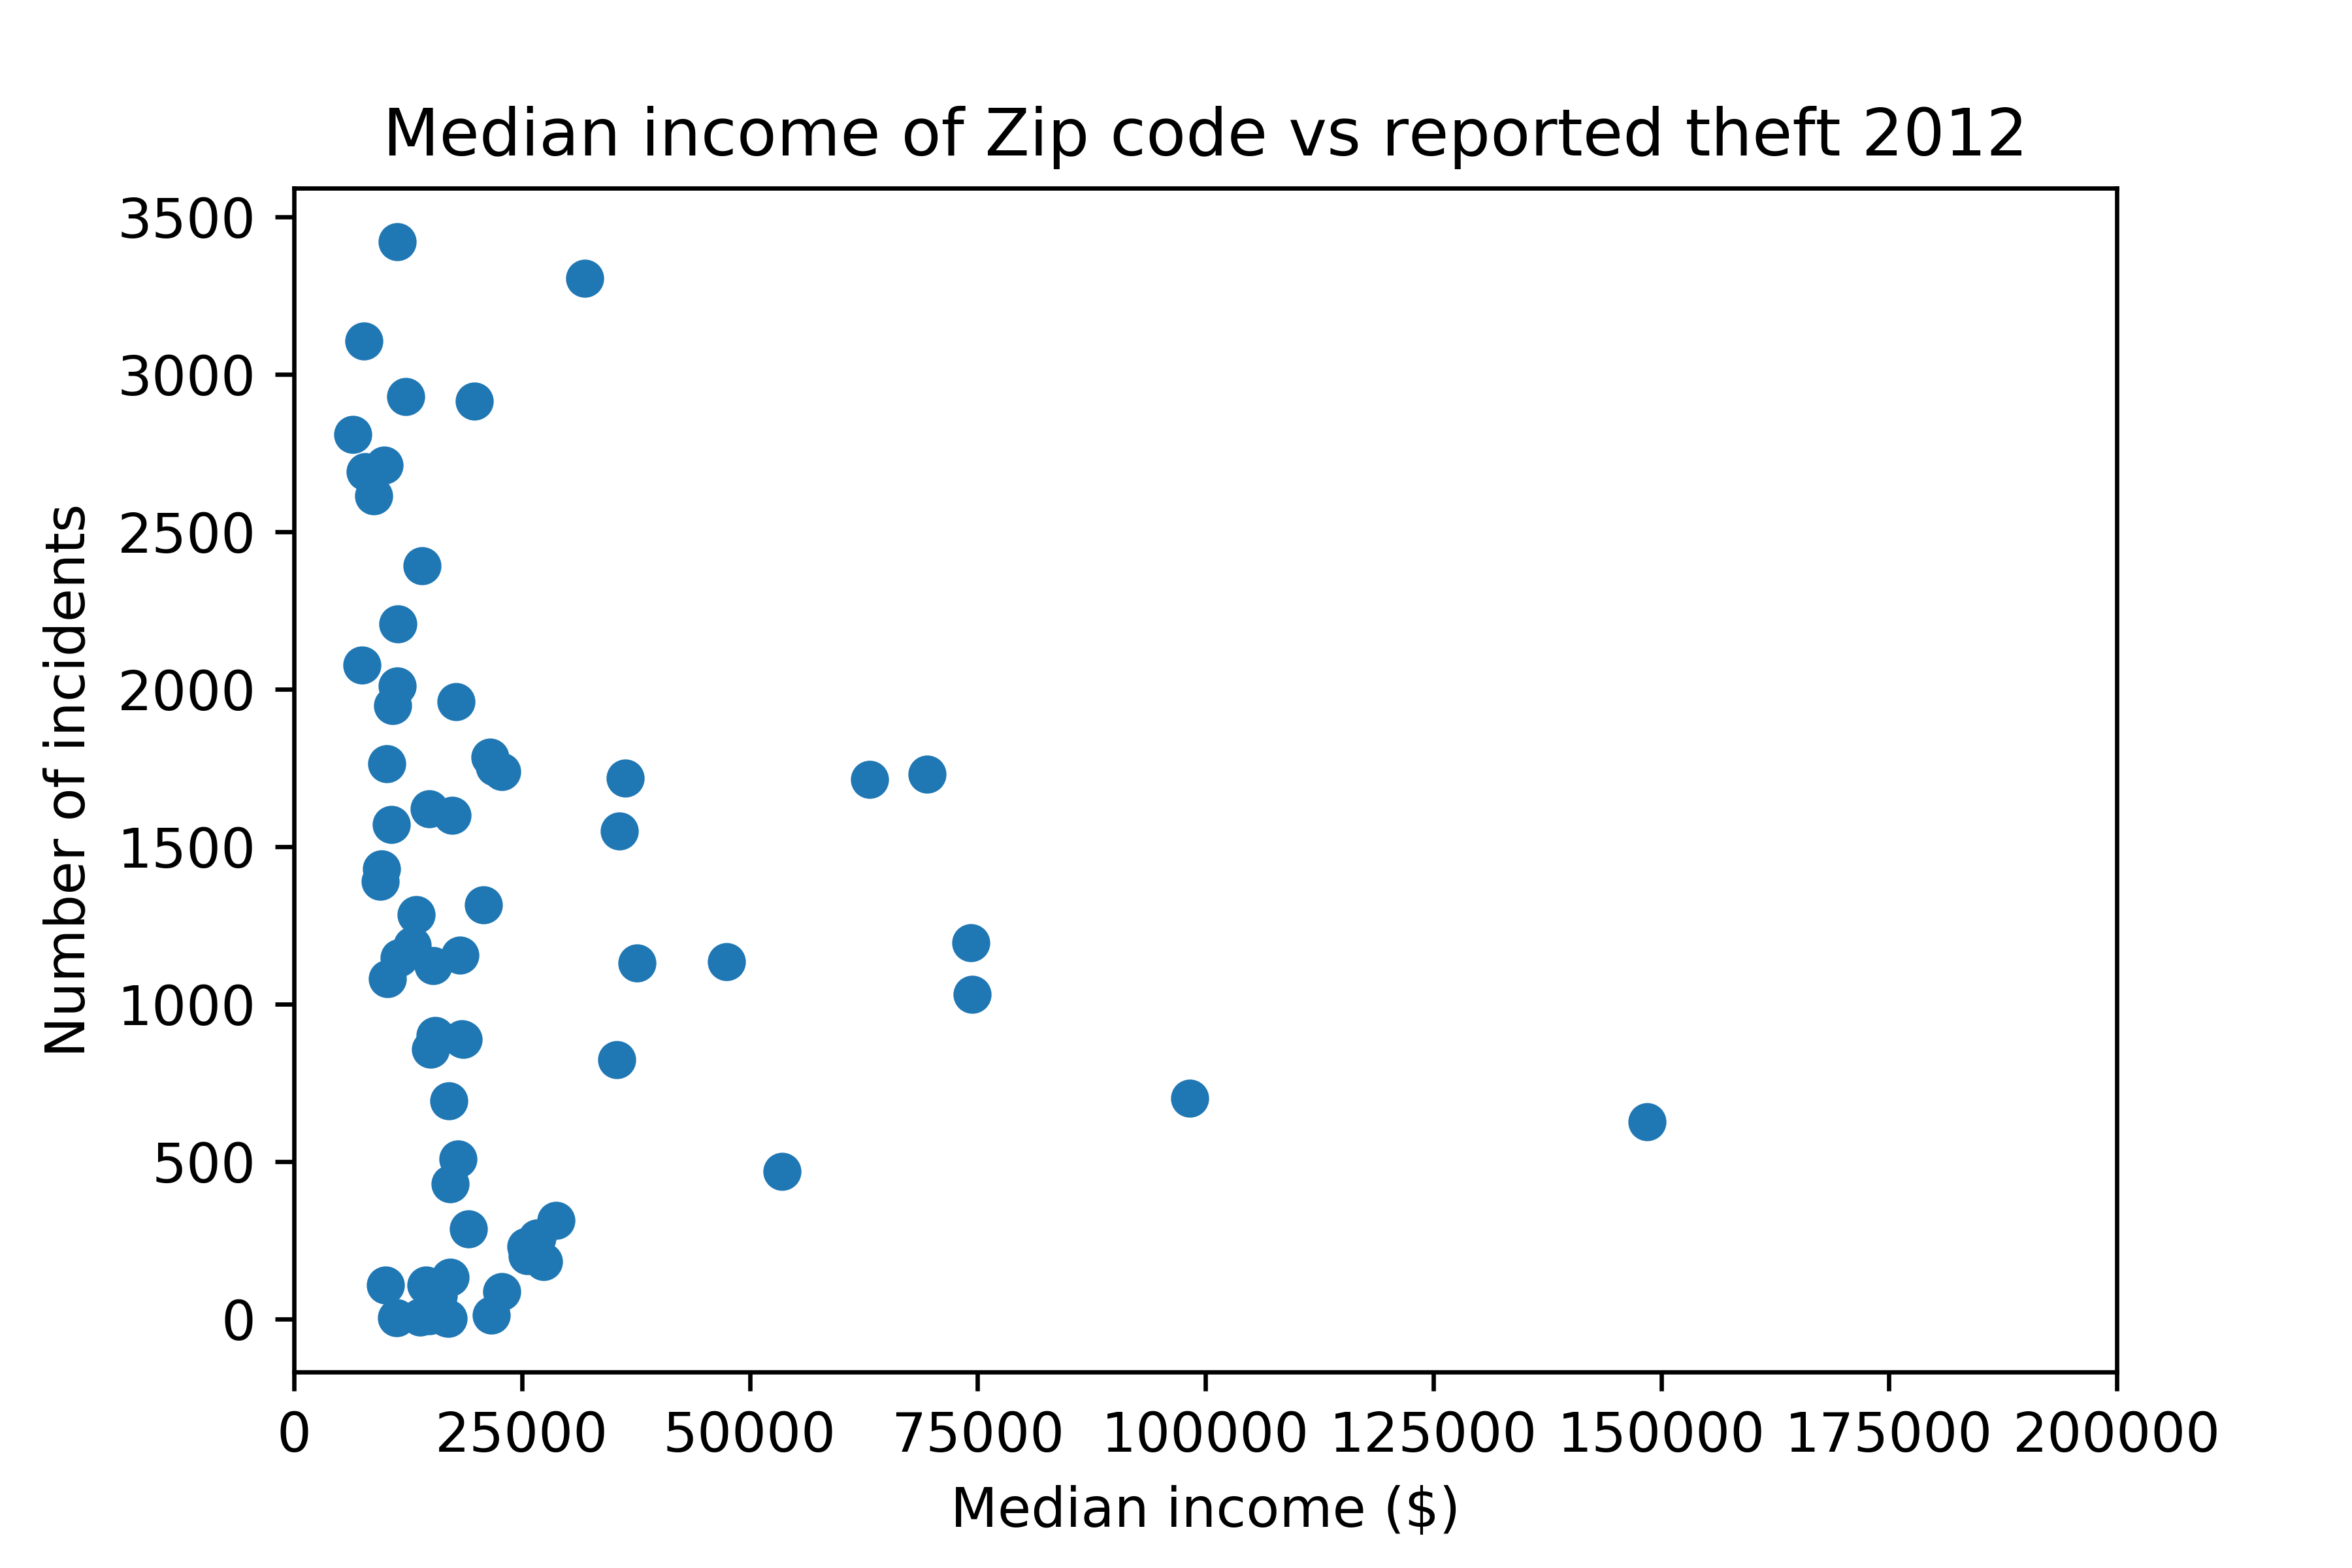 Median income of Zip code vs reported theft 2012
3500
3000
2500
2000
1500
1000
500
0
Number of incidents
0 25000 50000 75000 100000 125000 150000 175000 200000
Median income ($)